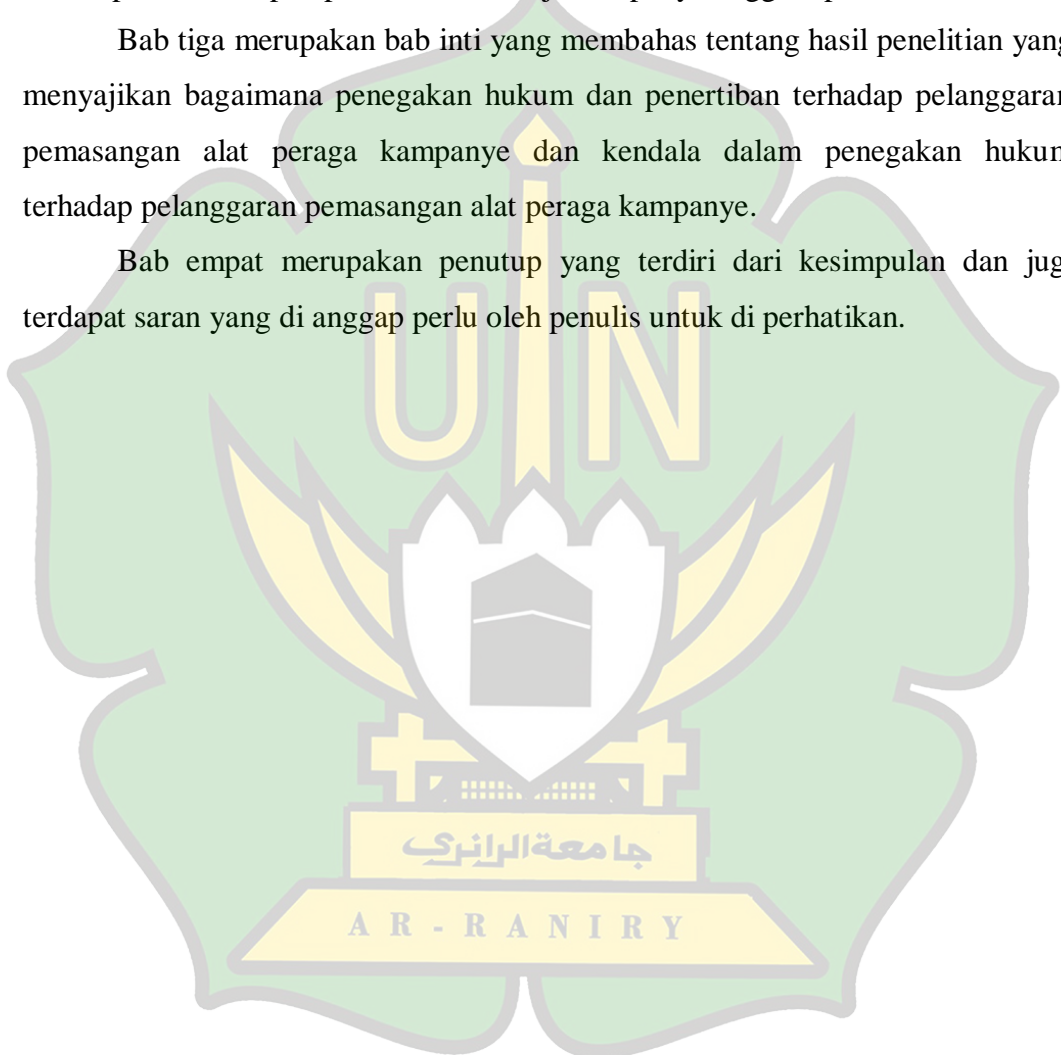 Bab tiga merupakan bab inti yang membahas tentang hasil penelitian yang
menyajikan bagaimana penegakan hukum dan penertiban terhadap pelanggaran
pemasangan alat peraga kampanye dan kendala dalam penegakan hukum
terhadap pelanggaran pemasangan alat peraga kampanye.
Bab empat merupakan penutup yang terdiri dari kesimpulan dan jug
terdapat saran yang di anggap perlu oleh penulis untuk di perhatikan.
UIN
جامعةالرانري
AR-RANIRY